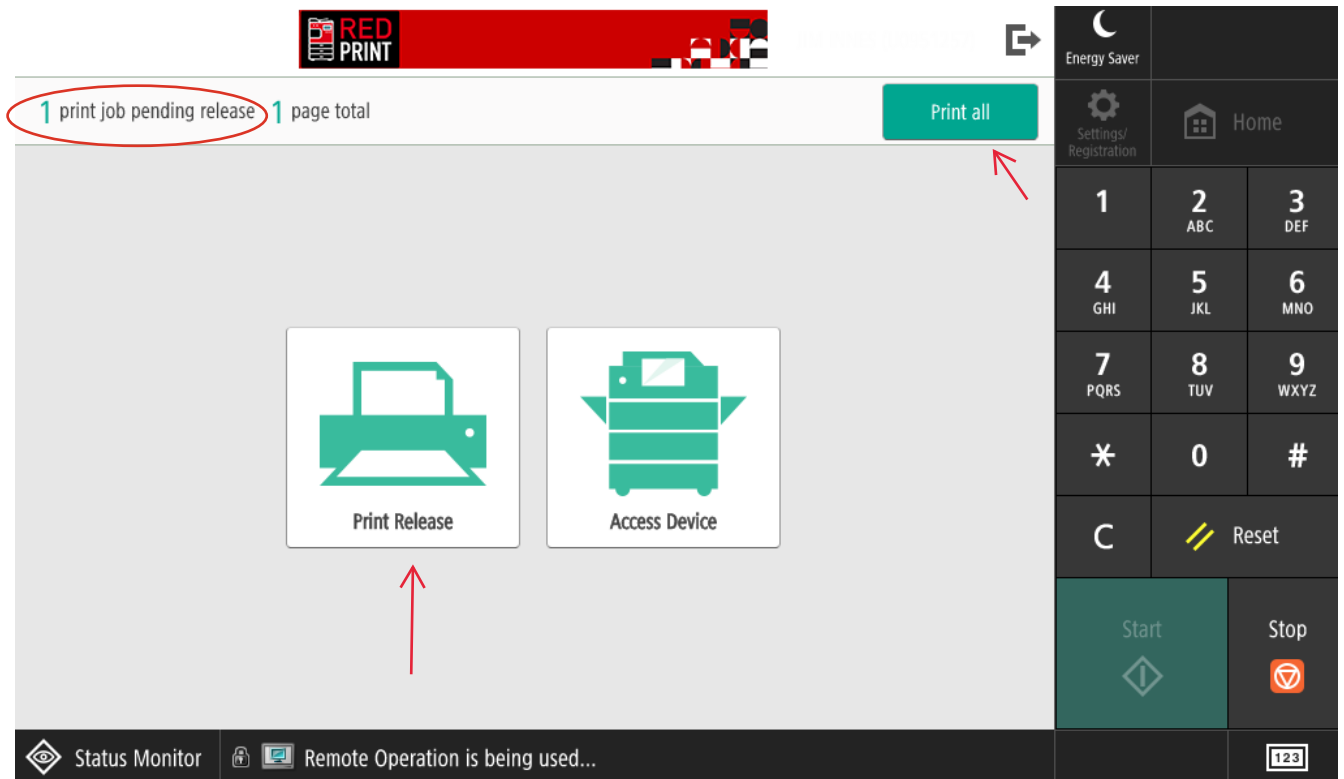 RED
PRINT
Energy Saver
1 print job pending release 1 page total
Print all
Settings/
Registration
Home
1
2
ABC
3
DEF
4
GHI
5
JKL
6
MNO
7
PQRS
8
TUV
9
WXYZ
*
0
#
Print Release
Access Device
C
Reset
Start
Stop
Status Monitor
Remote Operation is being used...
123